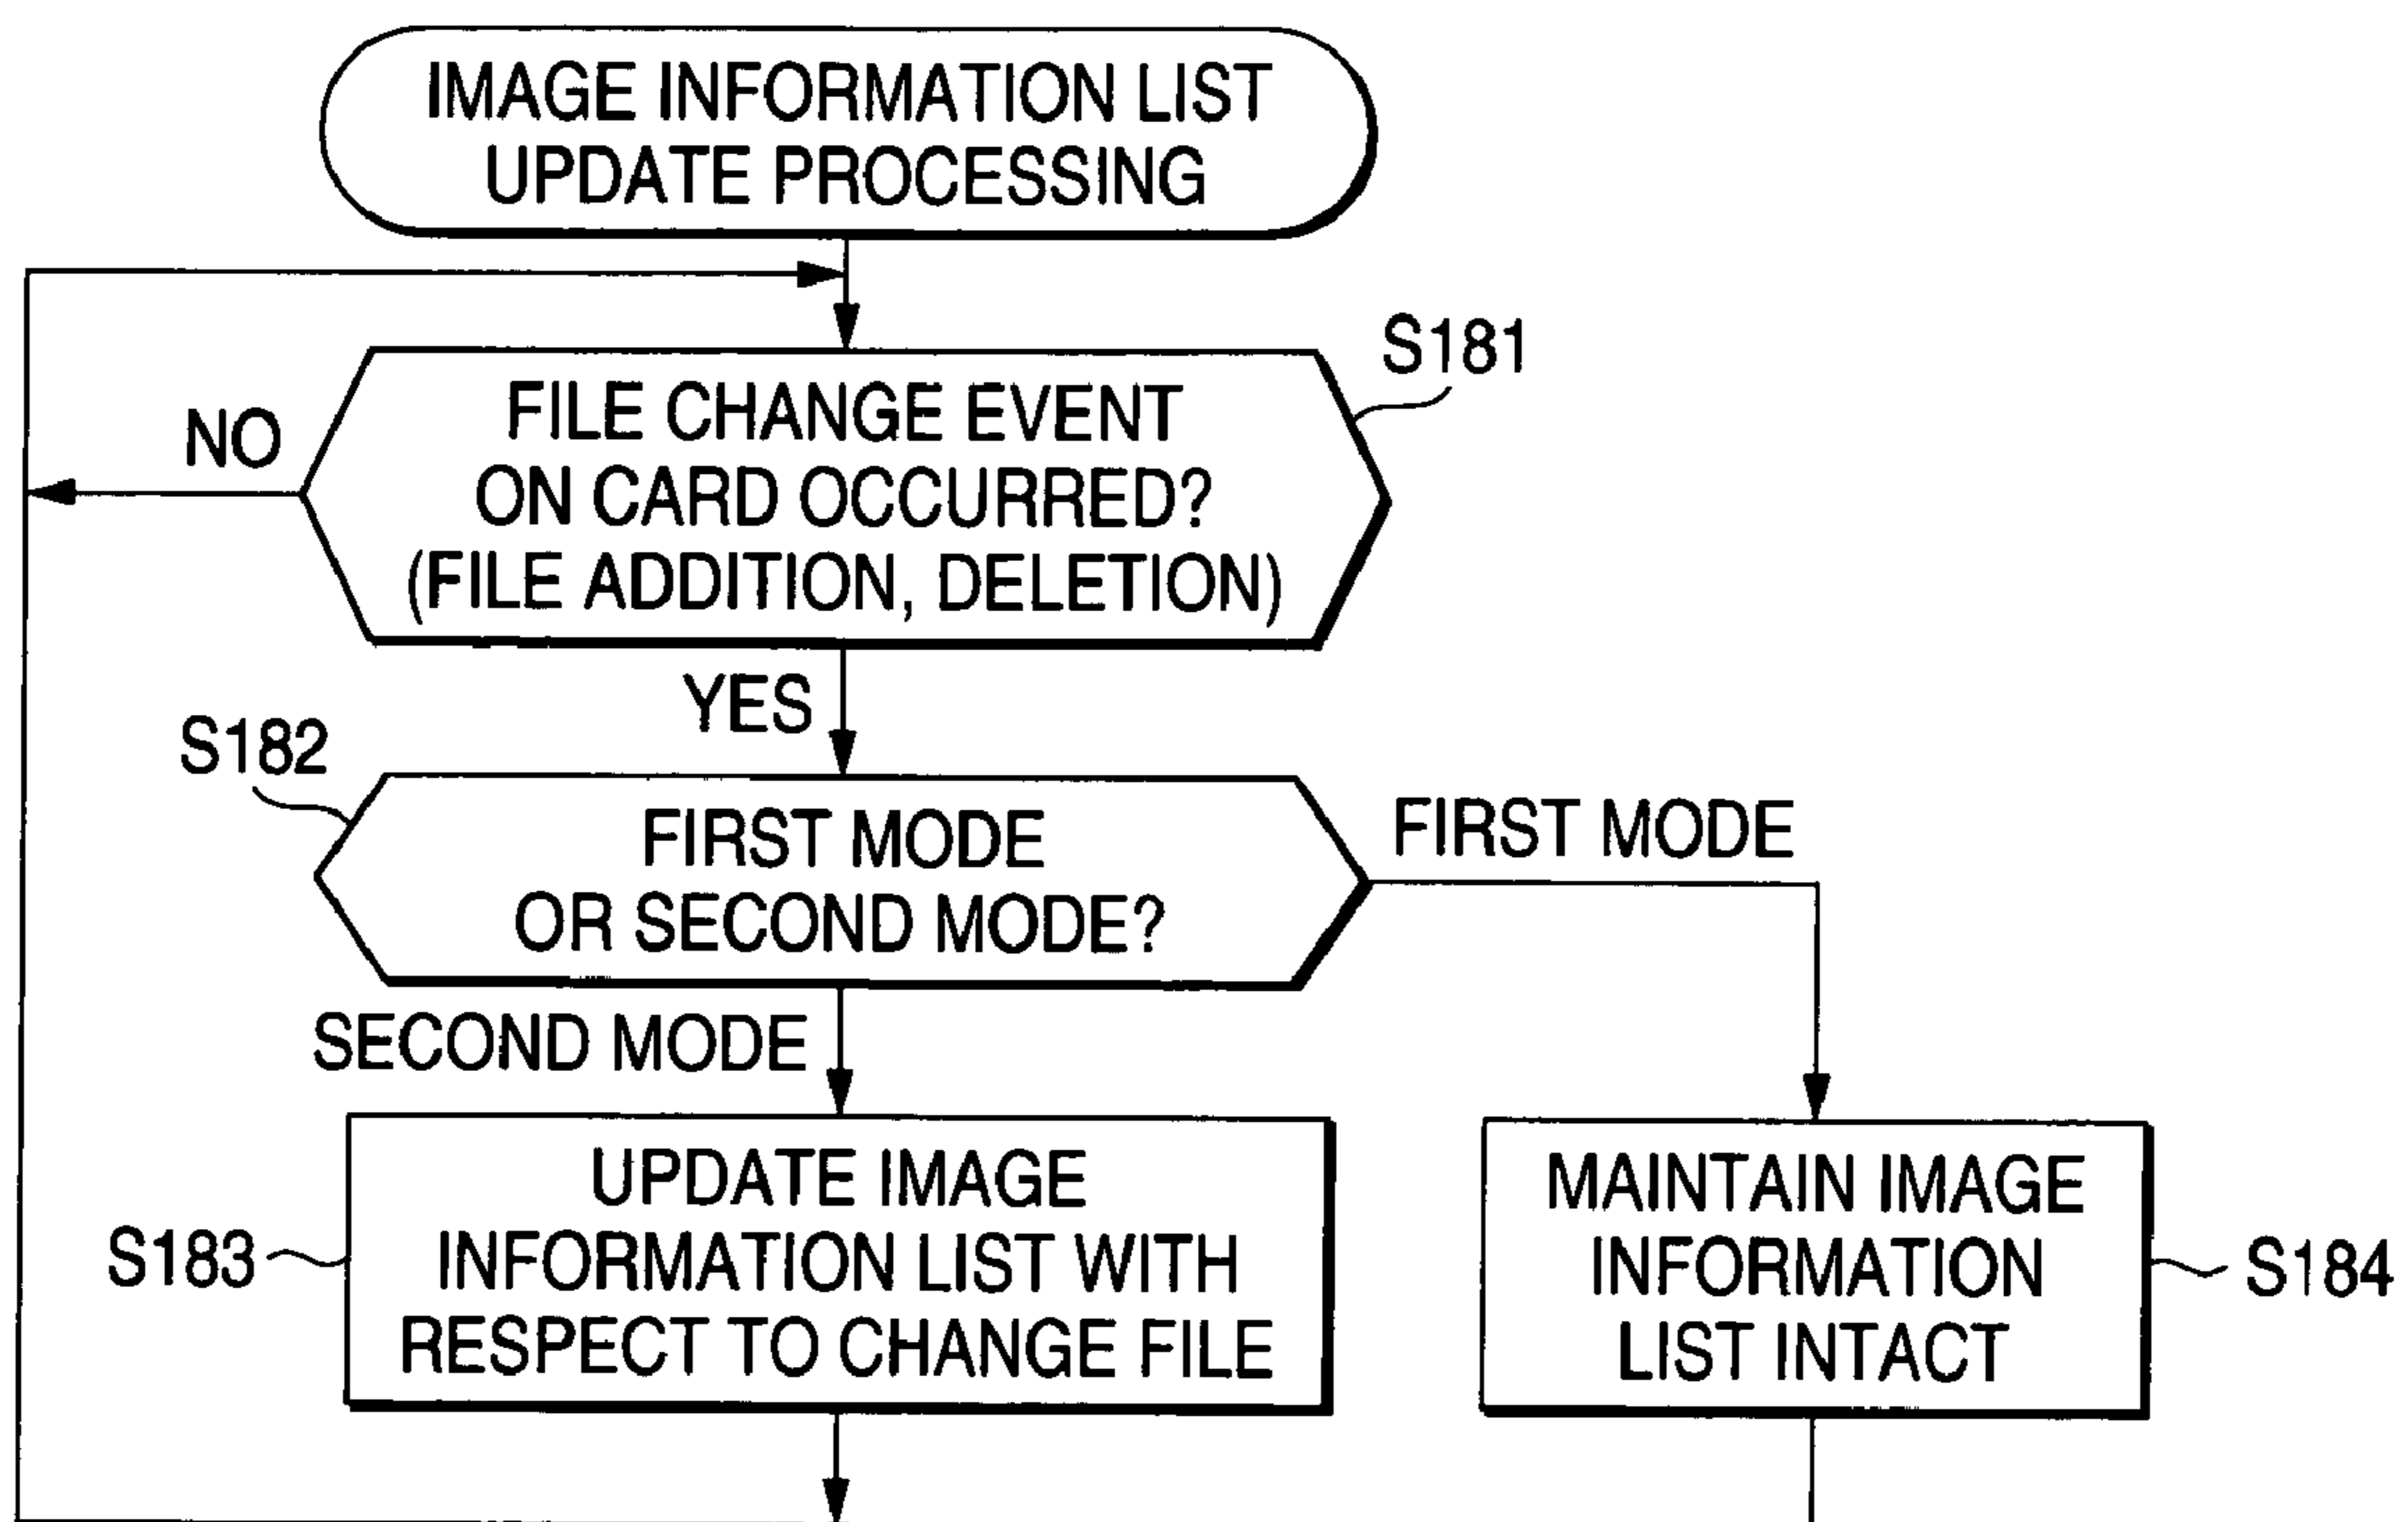 IMAGE INFORMATION LIST
UPDATE PROCESSING
S181
FILE CHANGE EVENT
ON CARD OCCURRED?
(FILE ADDITION, DELETION)
NO
YES
S182
FIRST MODE
OR SECOND MODE?
FIRST MODE
SECOND MODE
S183
UPDATE IMAGE
INFORMATION LIST WITH
RESPECT TO CHANGE FILE
MAINTAIN IMAGE
INFORMATION
LIST INTACT
S184